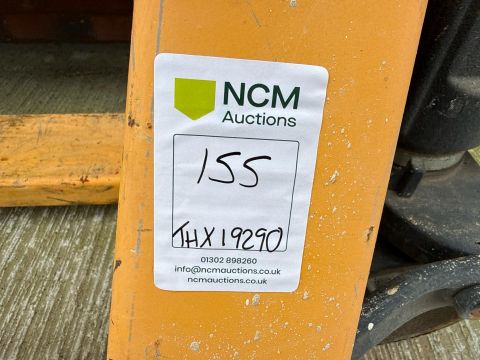 NCM
Auctions
155
THX19290
01302 898260
info@ncmauctions.co.uk
ncmauctions.co.uk